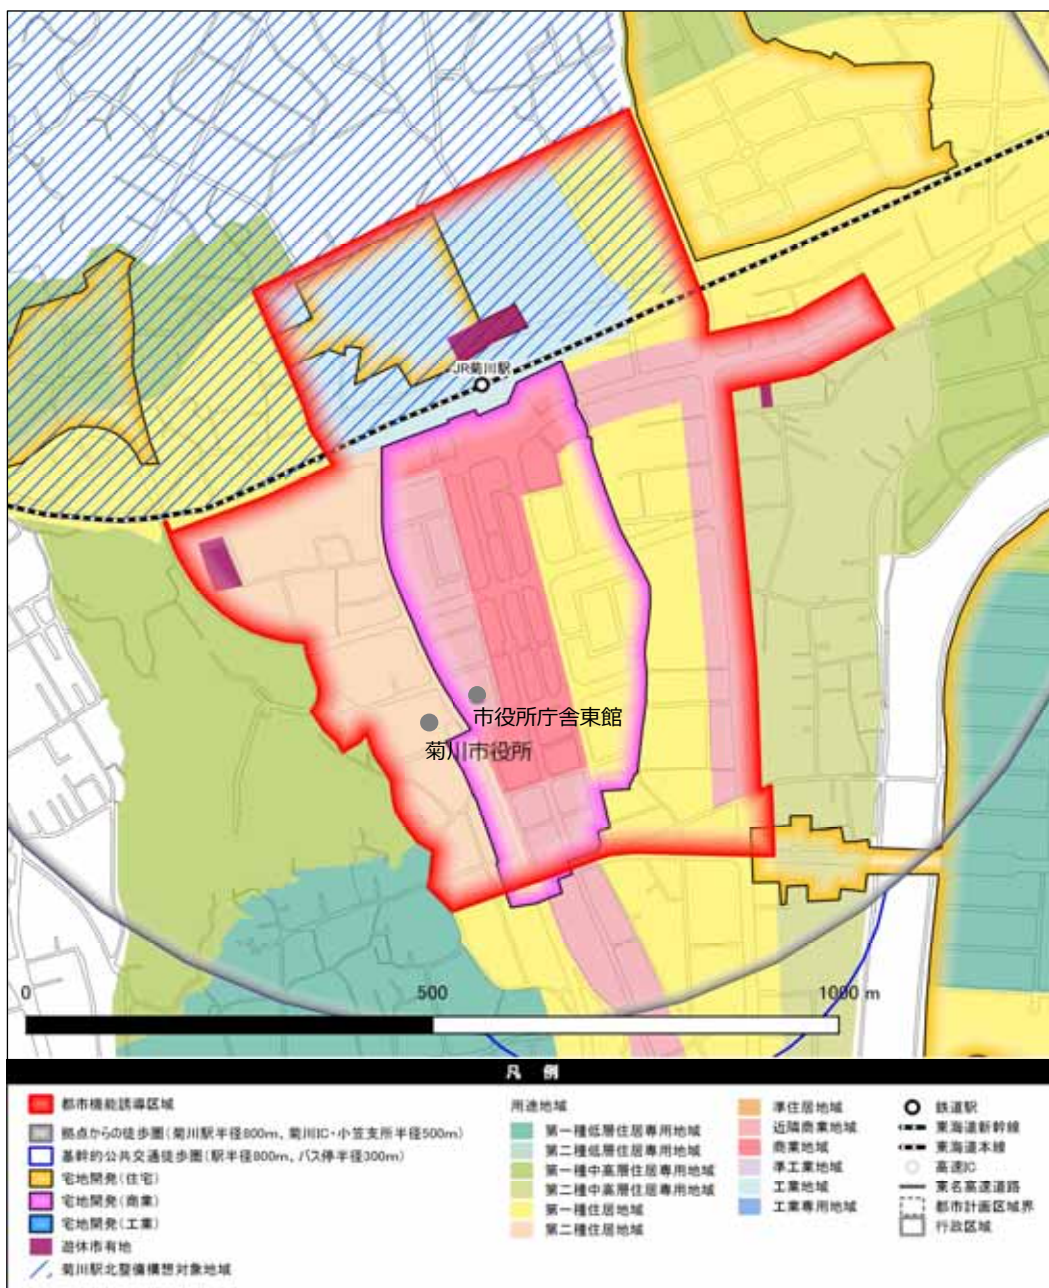 JR菊川駅
市役所庁舎東館
菊川市役所
0 500 1000 m
凡 例
都市機能誘導区域
拠点からの徒歩圏(菊川駅半径800m、菊川IC・小笠支所半径500m)
基幹的公共交通徒歩圏(駅半径800m、バス停半径300m)
宅地開発(住宅)
宅地開発(商業)
宅地開発(工業)
遊休市有地
菊川駅北整備構想対象地域
用途地域
第一種低層住居専用地域
第二種低層住居専用地域
第一種中高層住居専用地域
第二種中高層住居専用地域
第一種住居地域
第二種住居地域
準住居地域
近隣商業地域
商業地域
準工業地域
工業地域
工業専用地域
鉄道駅
東海道新幹線
東海道本線
高速IC
東名高速道路
都市計画区域界
行政区域